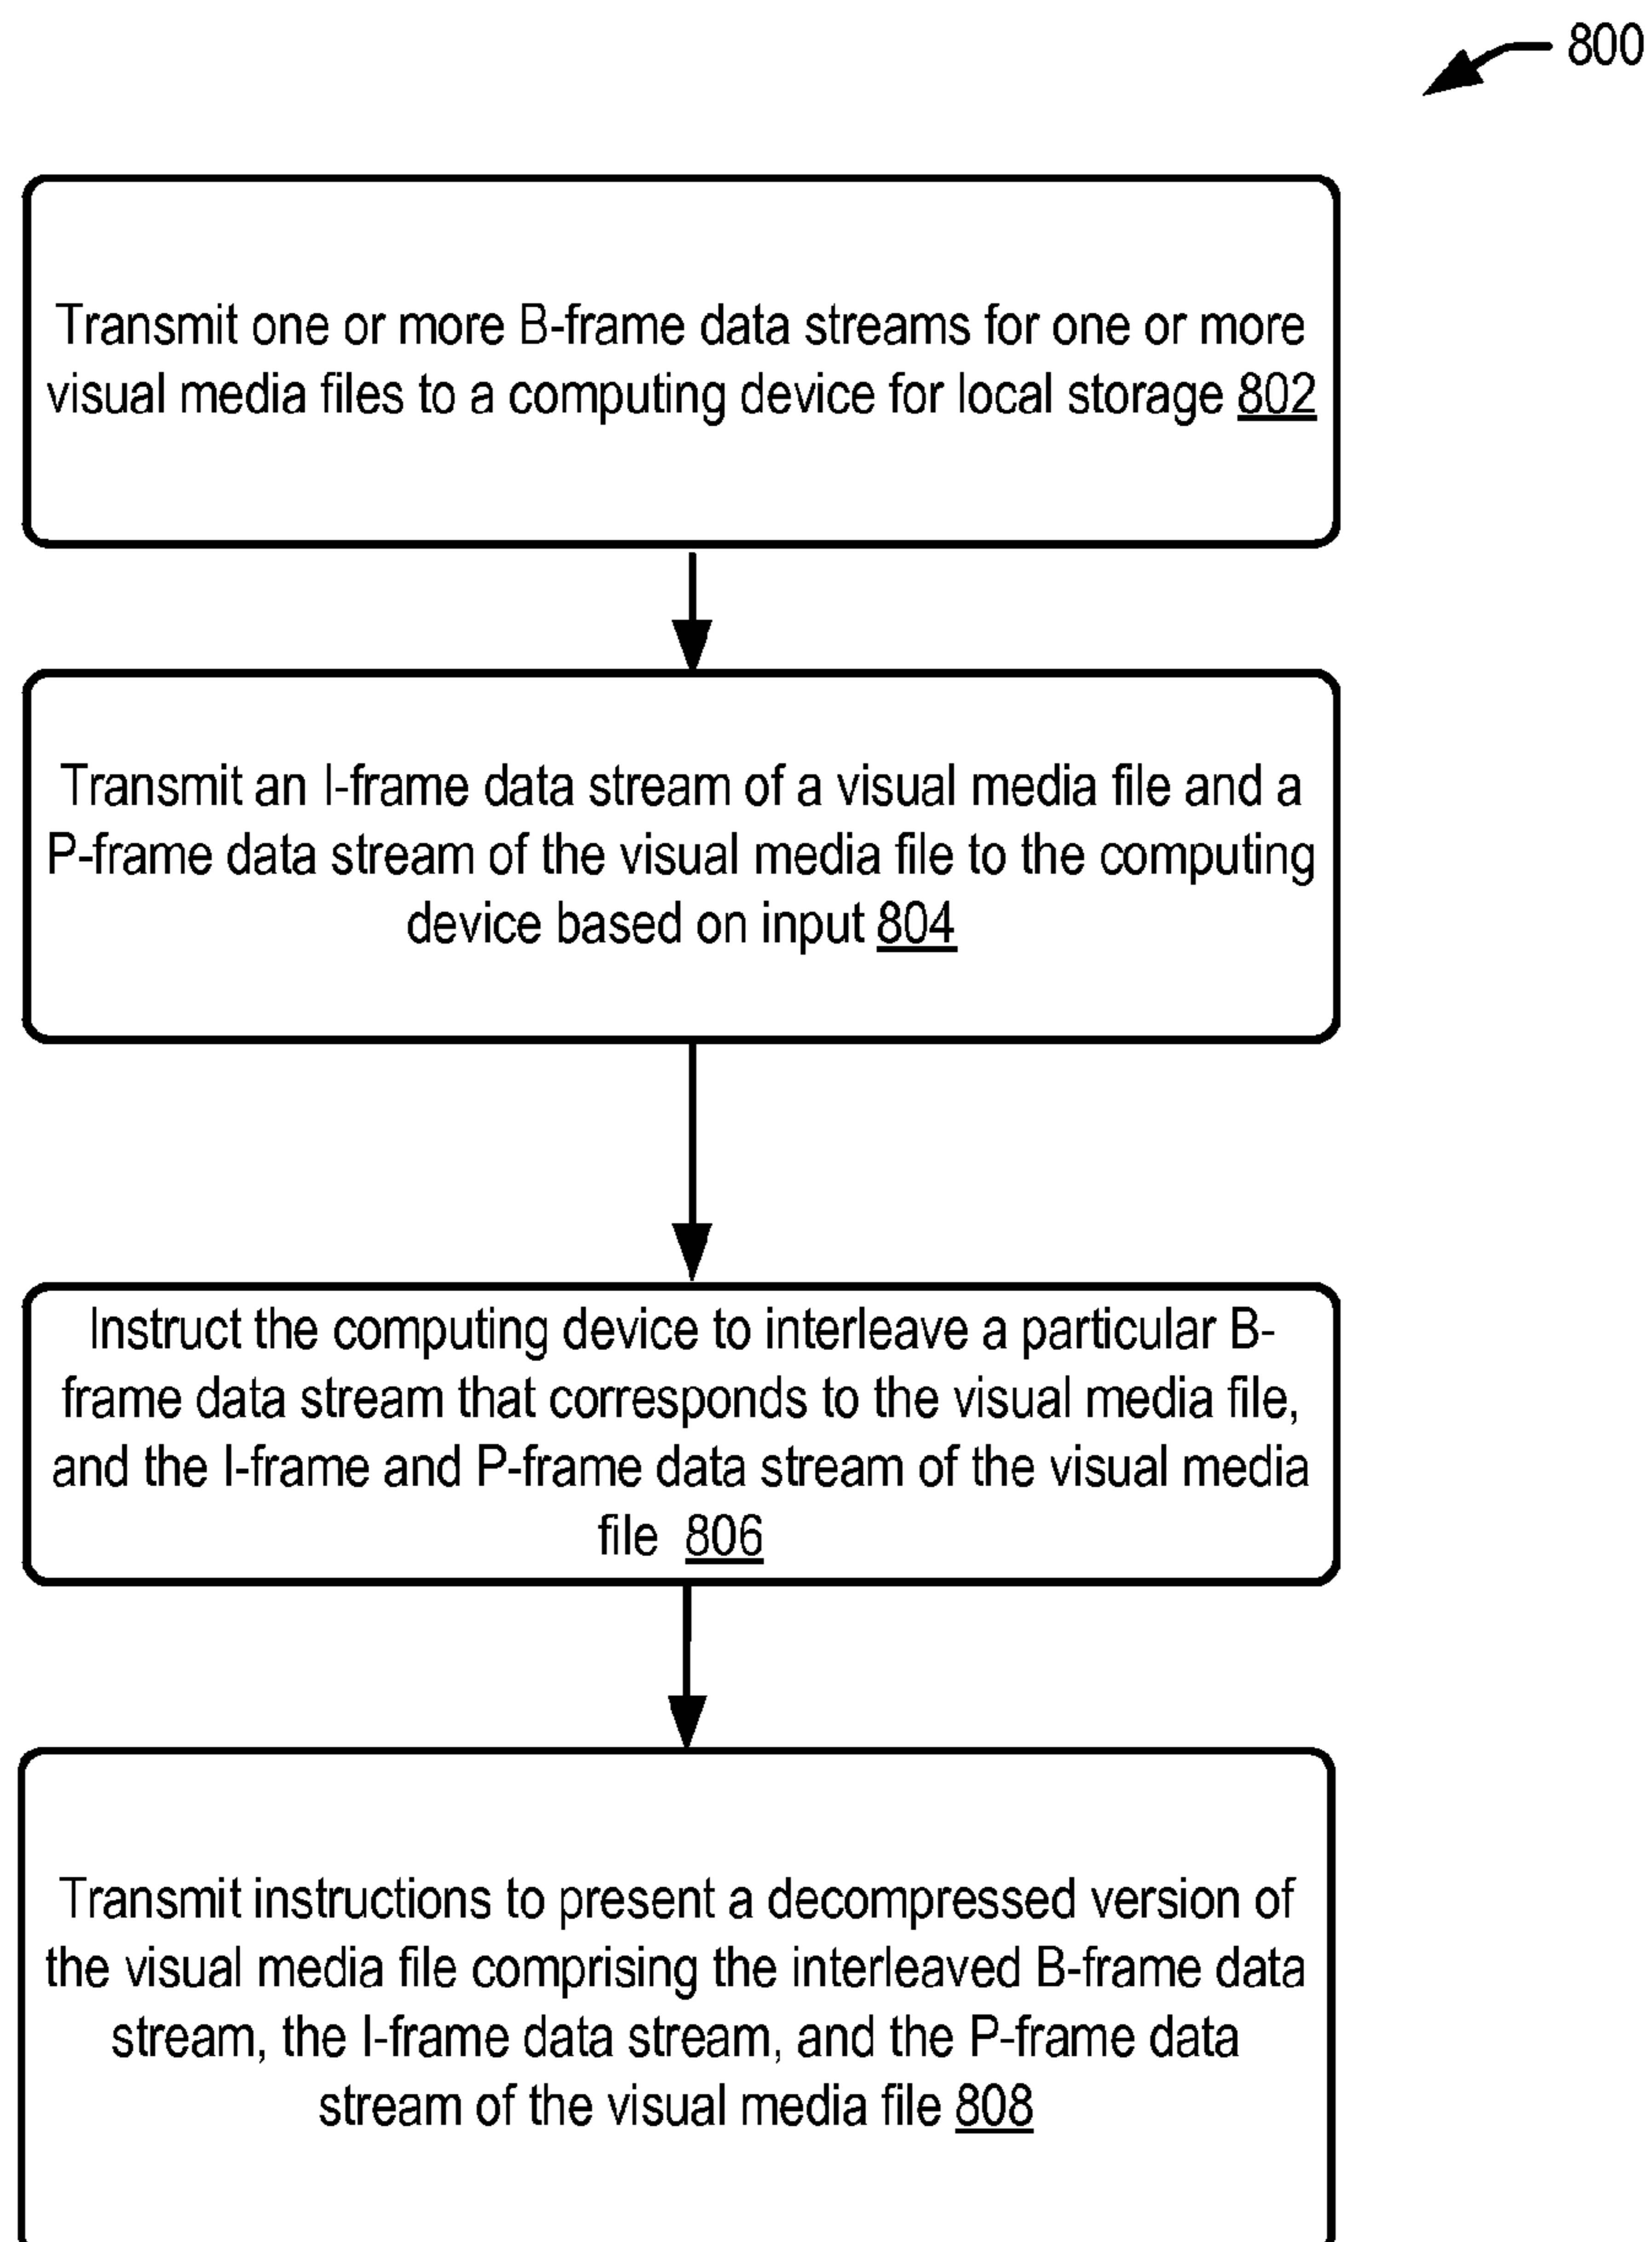 800
Transmit one or more B-frame data streams for one or more
visual media files to a computing device for local storage 802
Transmit an I-frame data stream of a visual media file and a
P-frame data stream of the visual media file to the computing
device based on input 804
Instruct the computing device to interleave a particular B-
frame data stream that corresponds to the visual media file,
and the I-frame and P-frame data stream of the visual media
file 806
Transmit instructions to present a decompressed version of
the visual media file comprising the interleaved B-frame data
stream, the I-frame data stream, and the P-frame data
stream of the visual media file 808